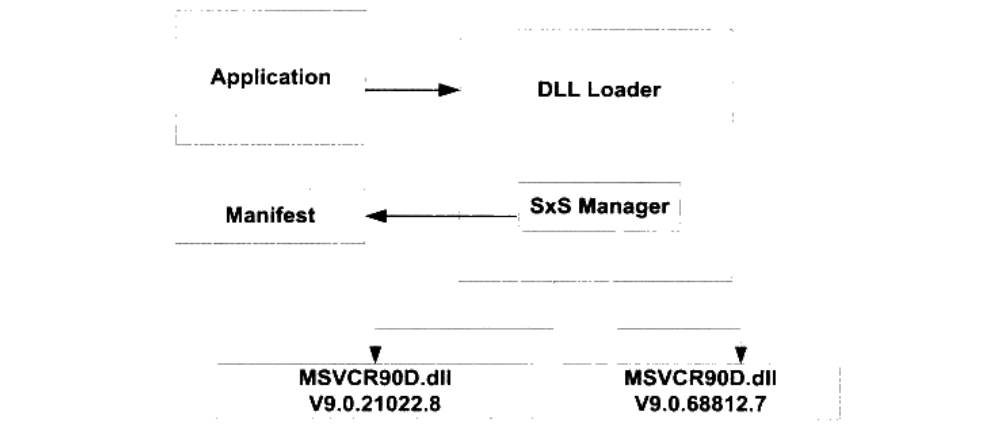 Application
DLL Loader
Manifest
SxS Manager
MSVCR90D.dll
V9.0.21022.8
MSVCR90D.dll
V9.0.68812.7